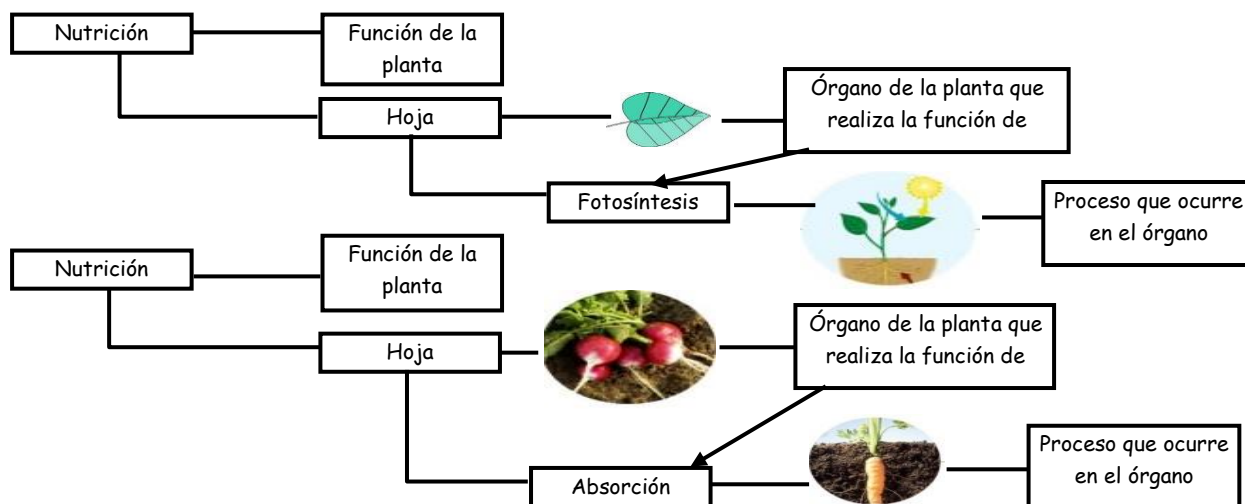 Nutrición
Función de la
planta
Hoja
Órgano de la planta que
realiza la función de
Fotosíntesis
Proceso que ocurre
en el órgano
Nutrición
Función de la
planta
Hoja
Órgano de la planta que
realiza la función de
Absorción
Proceso que ocurre
en el órgano